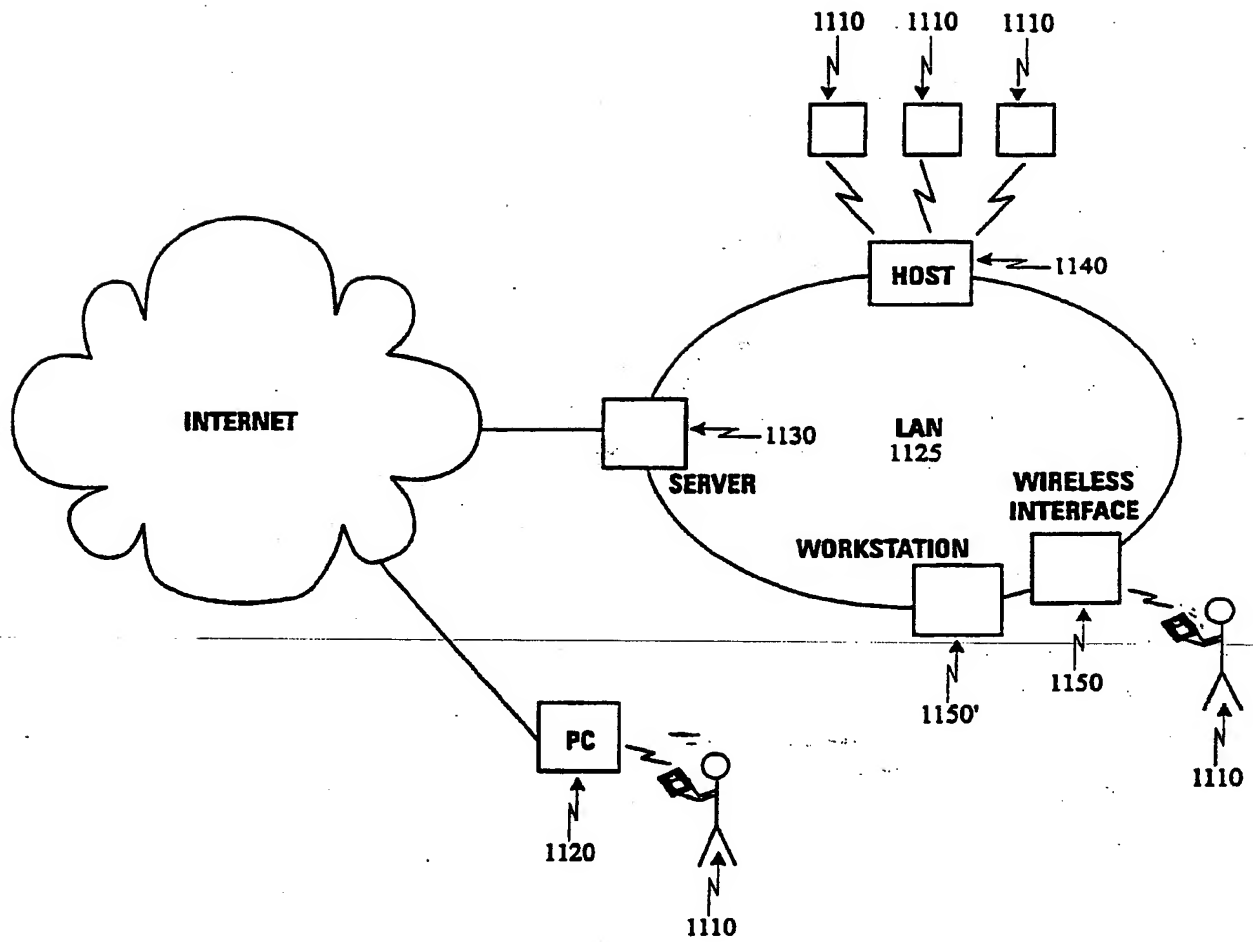 1110 1110 1110
HOST
1140
INTERNET
1130
LAN
1125
SERVER
WIRELESS
INTERFACE
WORKSTATION
1150'
1150
1110
PC
1120
1110